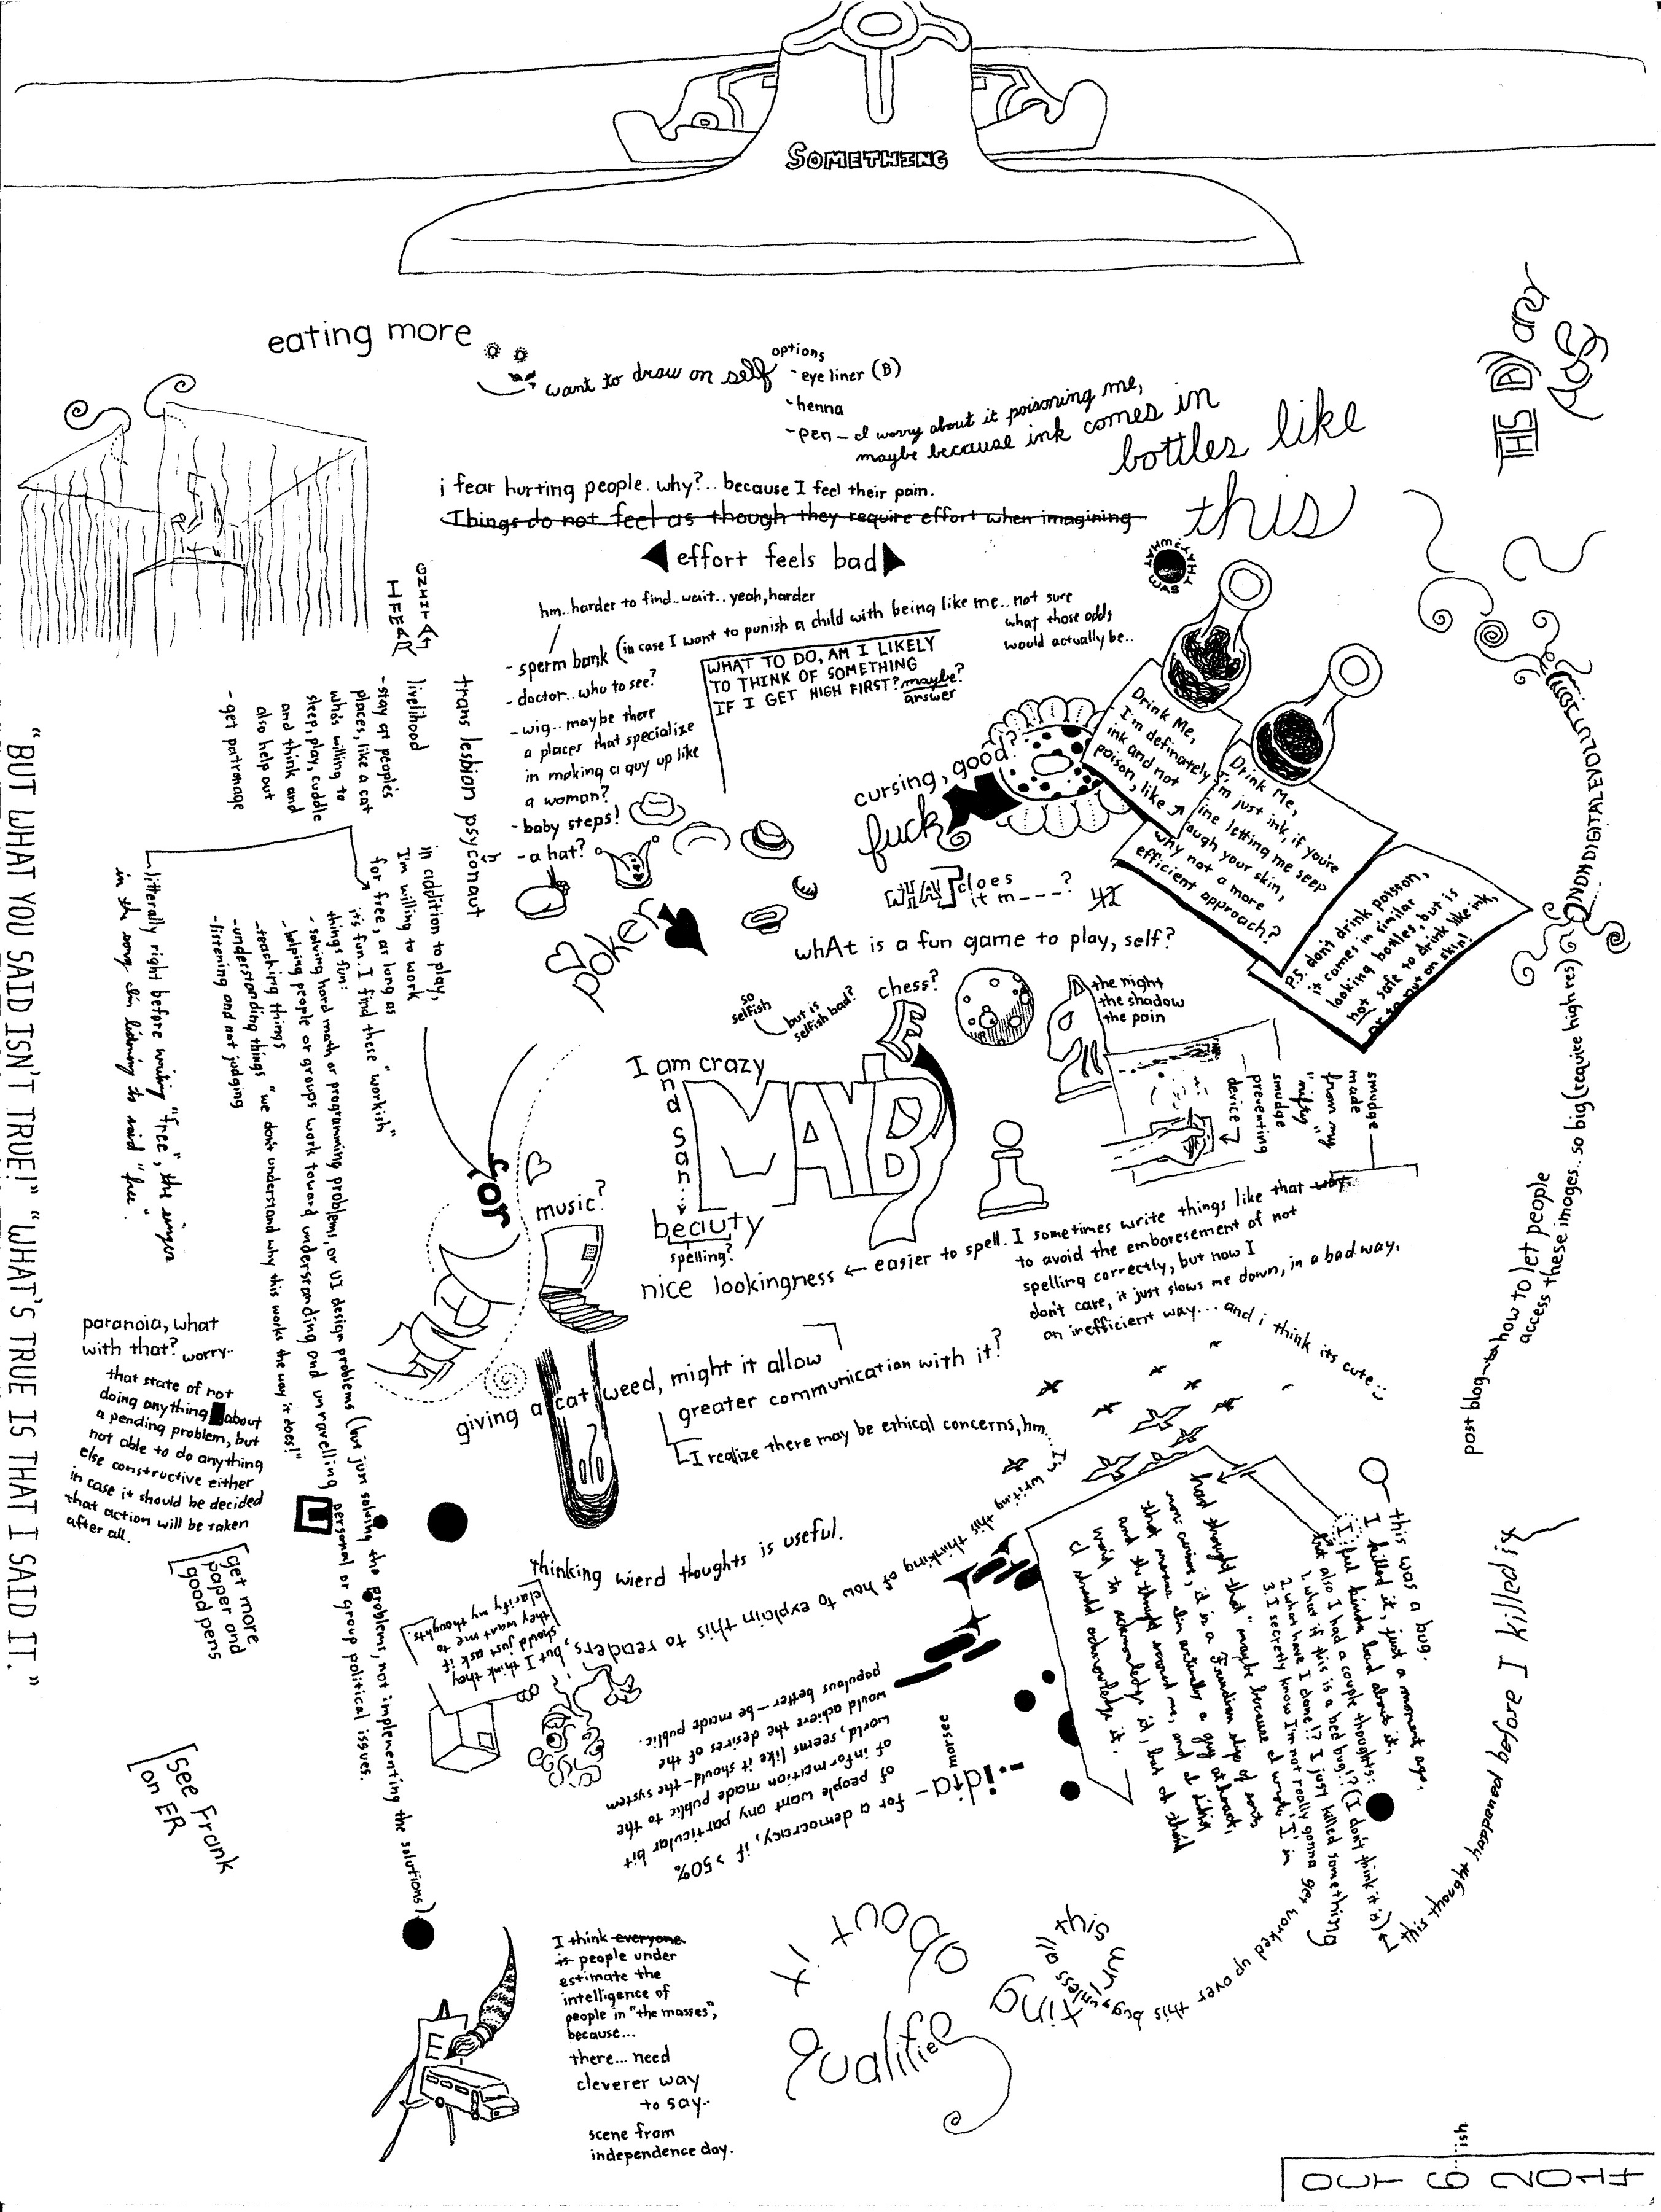 SOMETHING
eating more
want to draw on self
options
- eye liner (B)
- henna
- pen - I worry about it poisoning me,
maybe because ink comes in
bottles like
this
i fear hurting people. why?.. because I feel their pain.
Things do not feel as though they require effort when imagining
effort feels bad
hm.. harder to find.. wait.. yeah, harder
- sperm bank (in case I want to punish a child with being like me.. not sure
what those odds
would actually be..
- doctor.. who to see?
- wig.. maybe there
a places that specialize
in making a guy up like
a woman?
- baby steps!
- a hat?
WHAT TO DO, AM I LIKELY
TO THINK OF SOMETHING
IF I GET HIGH FIRST? maybe?
answer
WHAT WAS THAT?
Drink Me,
I'm definately
ink and not
poison, like
Drink Me,
I'm just ink, if you're
fine letting me seep
through your skin,
why not a more
efficient approach?
P.S. don't drink poison,
it comes in similar
looking bottles, but is
not safe to drink like ink,
or to put on skin!
cursing, good?
fuck
WHAT does
it m___?
42
whAt is a fun game to play, self?
poker
chess?
the night
the shadow
the pain
so
selfish
but is
selfish bad?
I am crazy
and san..
MAYBE
beauty
spelling?
nice lookingness ← easier to spell. I sometimes write things like that why.
to avoid the emboresement of not
spelling correctly, but now I
don't care, it just slows me down, in a bad way,
an inefficient way... and i think its cute :)
smudge
made
from my
"nifty"
smudge
preventing
device
I HEAR
livelihood
- stay at people's
places, like a cat
who's willing to
sleep, play, cuddle
and think and
also help out
- get patronage
trans lesbian psyconaut
in addition to play,
I'm willing to work
for free, as long as
it's fun. I find these "workish"
things fun:
- solving hard math or programming problems, or UI design problems (but jus solving the problems, not implementing the solutions)
- helping people or groups work toward understanding and unravelling personal or group political issues.
- teaching things
- understanding things "we don't understand why this works the way it does!"
- listening and not judging
litterally right before writing "free", the singer
in the song I'm listening to said "free".
"BUT WHAT YOU SAID ISN'T TRUE!" "WHAT'S TRUE IS THAT I SAID IT."
paranoia, what
with that? worry..
that state of not
doing anything about
a pending problem, but
not able to do anything
else constructive either
in case it should be decided
that action will be taken
after all.
get more
paper and
good pens
see Frank
on ER
for
music?
giving a cat weed, might it allow
greater communication with it?
I realize there may be ethical concerns, hm...
In writing this thinking of how to explain this to readers, but I think they
should just ask if
they want me to
clarify my thoughts.
thinking wierd thoughts is useful.
idea - for a democracy, if >50%
of people want any particular bit
of information made public to the
world, seems like it should - the system
would achieve the desires of the
populous better - be made public.
morsec
this was a bug.
I killed it, just a moment ago.
I feel kinda bad about it,
but also I had a couple thoughts:
1. what if this is a bed bug!? (I don't think it is)
2. what have I done!? I just killed something
3. I secretly know I'm not really gonna get worked up over this bug, unless
this thought happened before I killed it
had thought that "maybe because I wrote 'I' in
it is a Freudian slip of sorts
that means I'm actually a guy at heart,
and the thought scared me, and I didn't
want to acknowledge it, but I think
I should acknowledge it.
this writing
about it
qualifies
I think everyone
is people under
estimate the
intelligence of
people in "the masses",
because...
there... need
cleverer way
to say..
scene from
independence day.
E
AND DIGITAL EVOLUTION
post blog to how to let people
access these images.. so big (require high res)
ish
OCT 6 2014